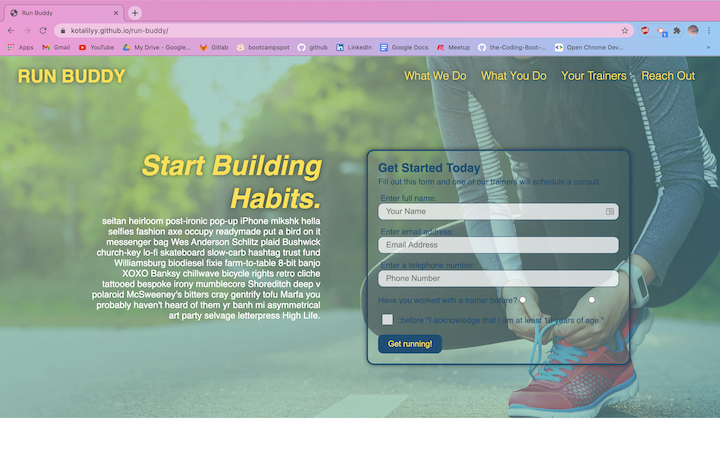 Run Buddy
kotalilyy.github.io/run-buddy/
Apps Gmail YouTube My Drive - Google... Gitlab bootcampspot github LinkedIn Google Docs Meetup the-Coding-Boot-... Open Chrome Dev... »
RUN BUDDY What We Do What You Do Your Trainers Reach Out
Start Building
Habits.
seitan heirloom post-ironic pop-up iPhone mlkshk hella
selfies fashion axe occupy readymade put a bird on it
messenger bag Wes Anderson Schlitz plaid Bushwick
church-key lo-fi skateboard slow-carb hashtag trust fund
Williamsburg biodiesel fixie farm-to-table 8-bit banjo
XOXO Banksy chillwave bicycle rights retro cliche
tattooed bespoke irony mumblecore Shoreditch deep v
polaroid McSweeney's bitters cray gentrify tofu Marfa you
probably haven't heard of them yr banh mi asymmetrical
art party selvage letterpress High Life.
Get Started Today
Fill out this form and one of our trainers will schedule a consult
Enter full name:
Your Name
Enter email address:
Email Address
Enter a telephone number:
Phone Number
Have you worked with a trainer before?
::before "I acknowledge that I am at least 18 years of age."
Get running!